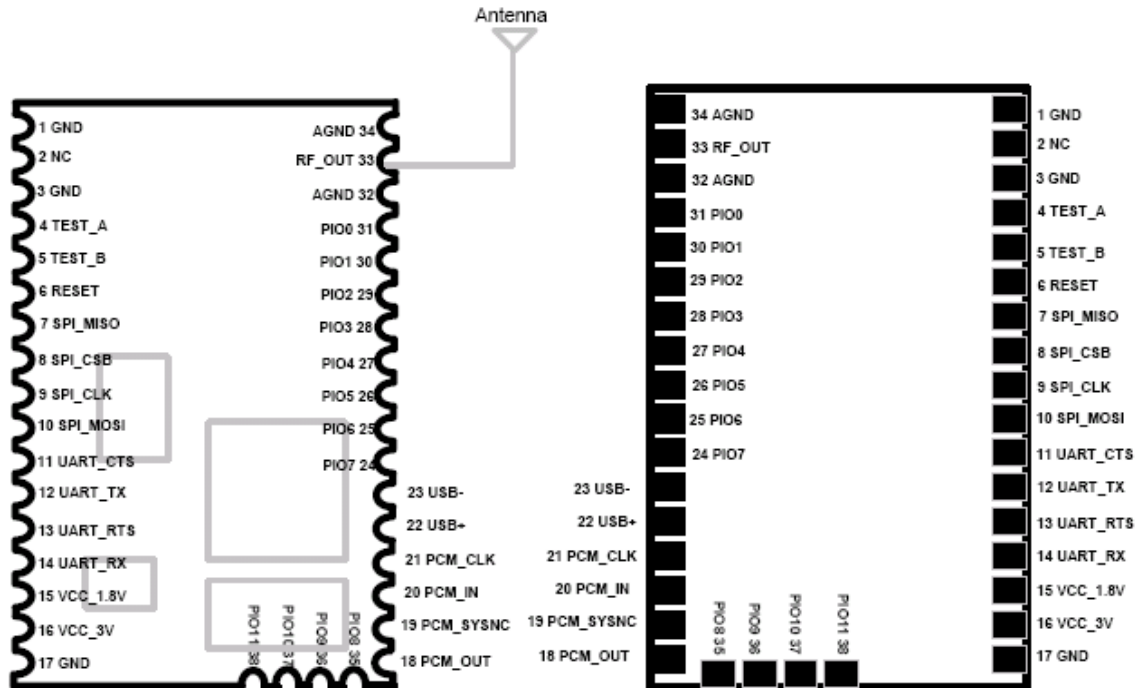 Antenna
1 GND
2 NC
3 GND
4 TEST_A
5 TEST_B
6 RESET
7 SPI_MISO
8 SPI_CSB
9 SPI_CLK
10 SPI_MOSI
11 UART_CTS
12 UART_TX
13 UART_RTS
14 UART_RX
15 VCC_1.8V
16 VCC_3V
17 GND
AGND 34
RF_OUT 33
AGND 32
PIO0 31
PIO1 30
PIO2 29
PIO3 28
PIO4 27
PIO5 26
PIO6 25
PIO7 24
23 USB-
22 USB+
21 PCM_CLK
20 PCM_IN
19 PCM_SYSNC
18 PCM_OUT
PIO11 38
PIO10 37
PIO9 36
PIO8 35
34 AGND
33 RF_OUT
32 AGND
31 PIO0
30 PIO1
29 PIO2
28 PIO3
27 PIO4
26 PIO5
25 PIO6
24 PIO7
23 USB-
22 USB+
21 PCM_CLK
20 PCM_IN
19 PCM_SYSNC
18 PCM_OUT
PIO8 35
PIO9 36
PIO10 37
PIO11 38
1 GND
2 NC
3 GND
4 TEST_A
5 TEST_B
6 RESET
7 SPI_MISO
8 SPI_CSB
9 SPI_CLK
10 SPI_MOSI
11 UART_CTS
12 UART_TX
13 UART_RTS
14 UART_RX
15 VCC_1.8V
16 VCC_3V
17 GND